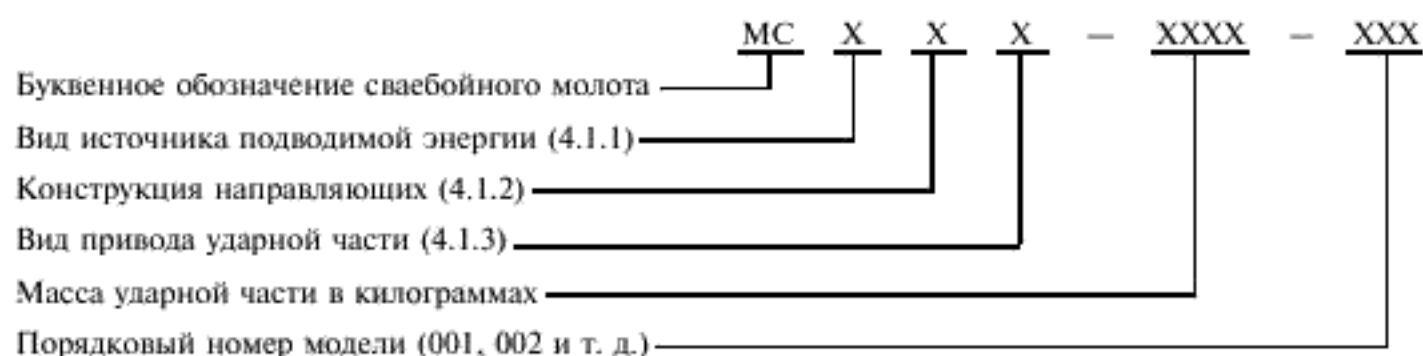 МС Х Х Х — ХХХХ — ХХХ
Буквенное обозначение сваебойного молота
Вид источника подводимой энергии (4.1.1)
Конструкция направляющих (4.1.2)
Вид привода ударной части (4.1.3)
Масса ударной части в килограммах
Порядковый номер модели (001, 002 и т. д.)